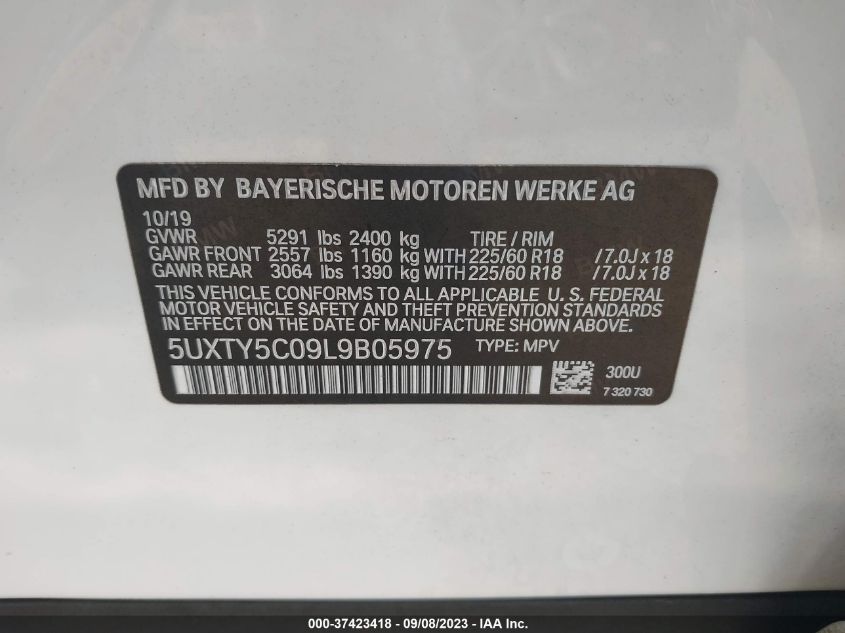 MFD BY BAYERISCHE MOTOREN WERKE AG
10/19
GVWR 5291 lbs 2400 kg TIRE / RIM
GAWR FRONT 2557 lbs 1160 kg WITH 225/60 R18 /7.0J x 18
GAWR REAR 3064 lbs 1390 kg WITH 225/60 R18 /7.0J x 18
THIS VEHICLE CONFORMS TO ALL APPLICABLE U. S. FEDERAL
MOTOR VEHICLE SAFETY AND THEFT PREVENTION STANDARDS
IN EFFECT ON THE DATE OF MANUFACTURE SHOWN ABOVE.
5UXTY5C09L9B05975 TYPE: MPV
300U
7 320 730
000-37423418 - 09/08/2023 - IAA Inc.